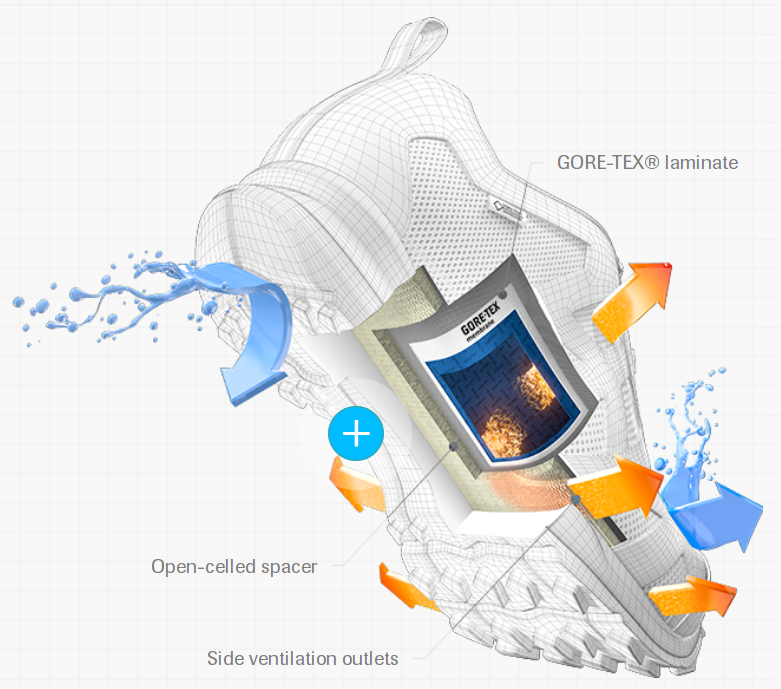 GORE-TEX® laminate
GORE-TEX
membrane
Open-celled spacer
Side ventilation outlets